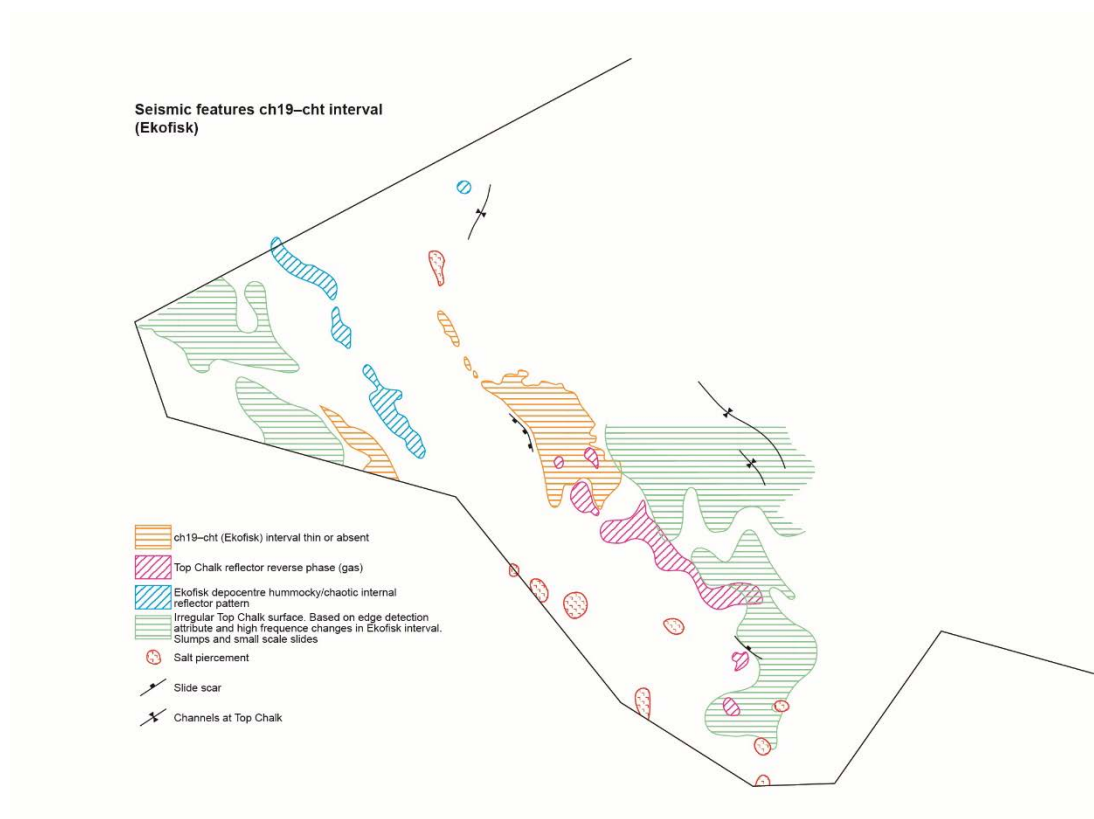 Seismic features ch19–cht interval
(Ekofisk)
ch19–cht (Ekofisk) interval thin or absent
Top Chalk reflector reverse phase (gas)
Ekofisk depocentre hummocky/chaotic internal
reflector pattern
Irregular Top Chalk surface. Based on edge detection
attribute and high frequence changes in Ekofisk interval.
Slumps and small scale slides
Salt piercement
Slide scar
Channels at Top Chalk